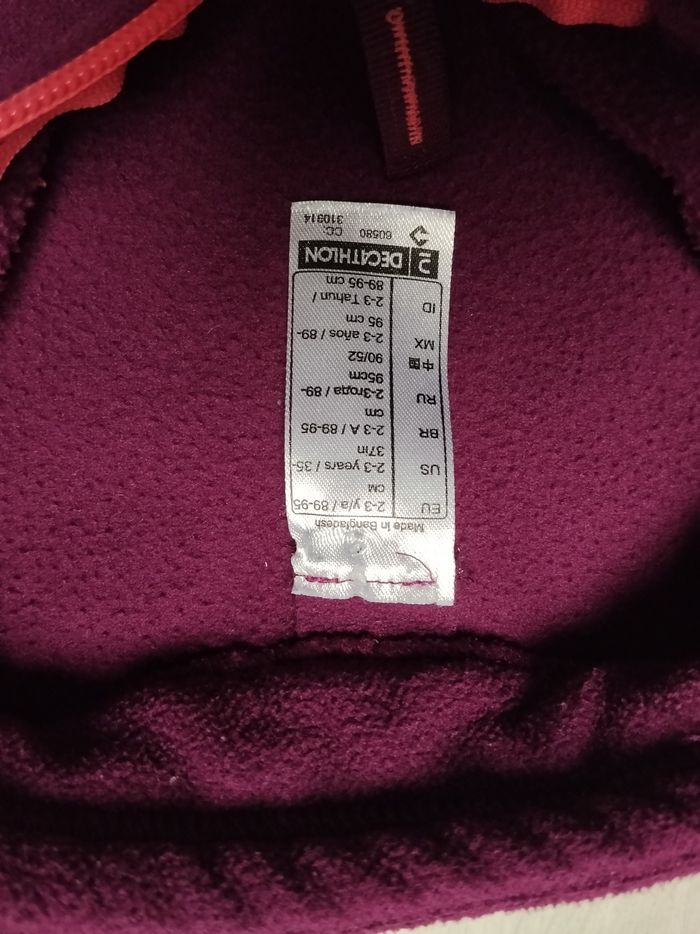 Made in Bangladesh
EU 2-3 y/a / 89-95
CM
US 2-3 years / 35-
37in
BR 2-3 A / 89-95
cm
RU 2-3года / 89-
95cm
中国 90/52
MX 2-3 años / 89-
95 cm
ID 2-3 Tahun /
89-95 cm
DECATHLON
60580 CC:
310914